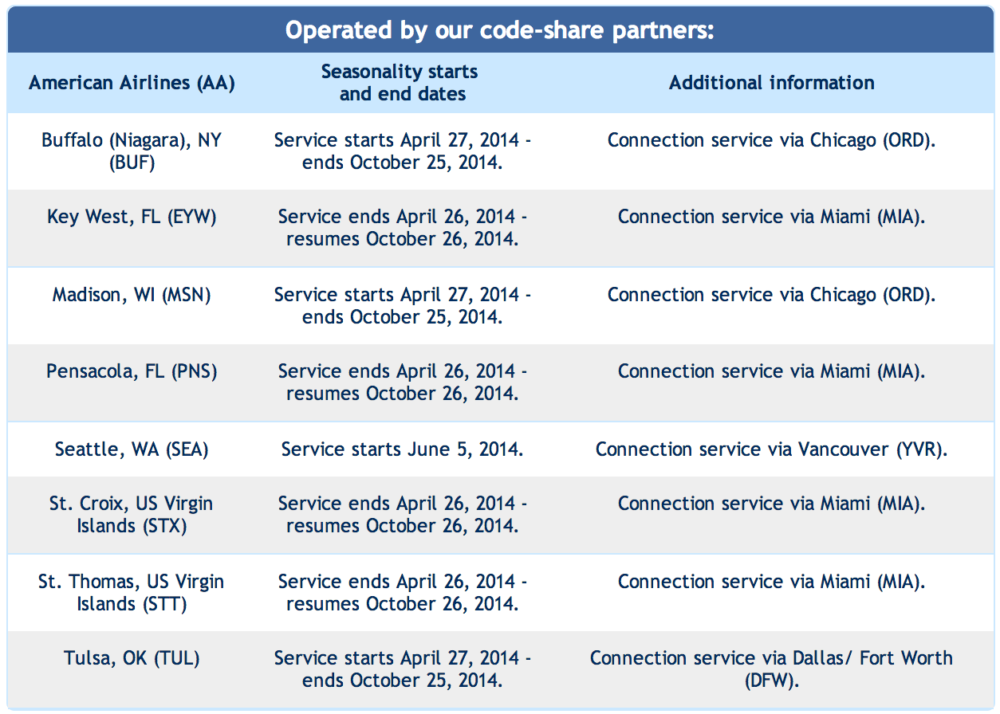 Operated by our code-share partners:
American Airlines (AA)
Seasonality starts
and end dates
Additional information
Buffalo (Niagara), NY
(BUF)
Service starts April 27, 2014 -
ends October 25, 2014.
Connection service via Chicago (ORD).
Key West, FL (EYW)
Service ends April 26, 2014 -
resumes October 26, 2014.
Connection service via Miami (MIA).
Madison, WI (MSN)
Service starts April 27, 2014 -
ends October 25, 2014.
Connection service via Chicago (ORD).
Pensacola, FL (PNS)
Service ends April 26, 2014 -
resumes October 26, 2014.
Connection service via Miami (MIA).
Seattle, WA (SEA)
Service starts June 5, 2014.
Connection service via Vancouver (YVR).
St. Croix, US Virgin
Islands (STX)
Service ends April 26, 2014 -
resumes October 26, 2014.
Connection service via Miami (MIA).
St. Thomas, US Virgin
Islands (STT)
Service ends April 26, 2014 -
resumes October 26, 2014.
Connection service via Miami (MIA).
Tulsa, OK (TUL)
Service starts April 27, 2014 -
ends October 25, 2014.
Connection service via Dallas/ Fort Worth
(DFW).